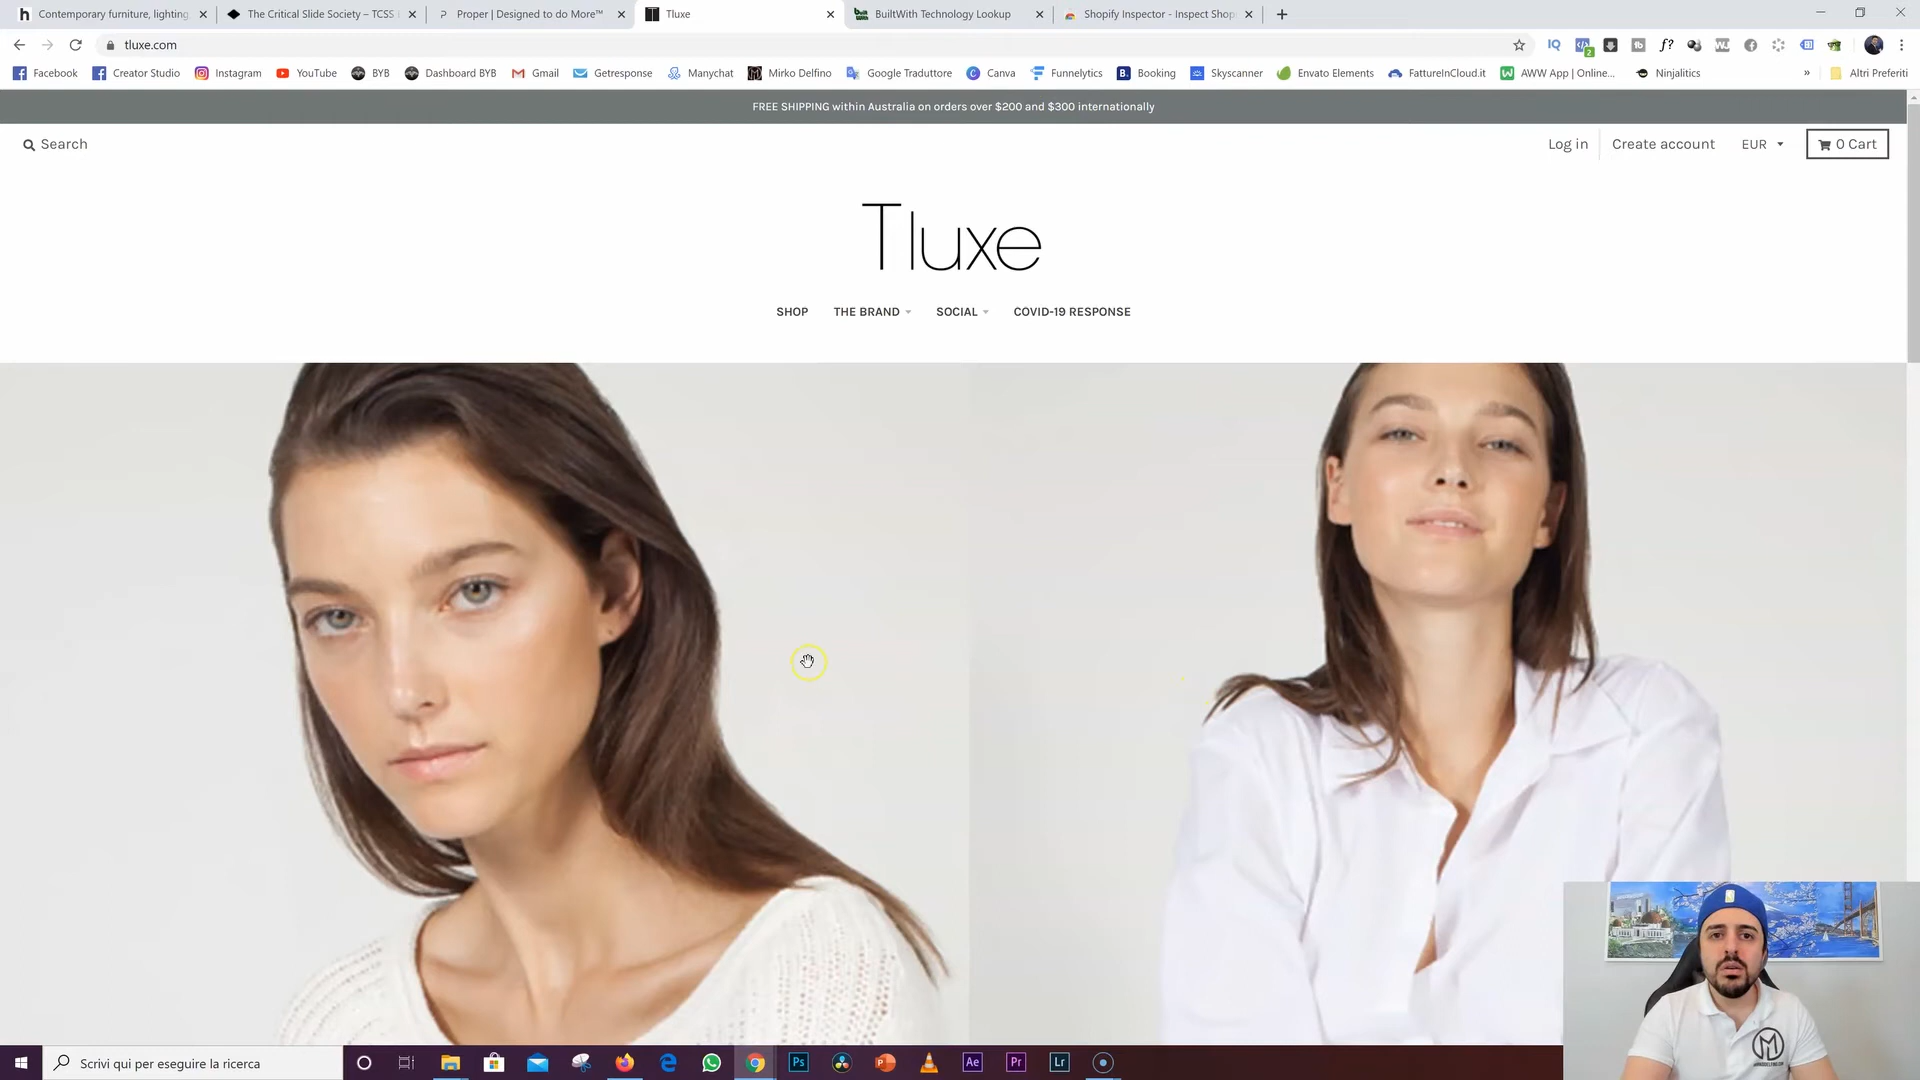 Contemporary furniture, lighting
The Critical Slide Society – TCSS
Proper | Designed to do More™
Tluxe
BuiltWith Technology Lookup
Shopify Inspector - Inspect Shop
tluxe.com
Facebook
Creator Studio
Instagram
YouTube
BYB
Dashboard BYB
Gmail
Getresponse
Manychat
Mirko Delfino
Google Traduttore
Canva
Funnelytics
Booking
Skyscanner
Envato Elements
FattureInCloud.it
AWW App | Online...
Ninjalitics
»
Altri Preferiti
FREE SHIPPING within Australia on orders over $200 and $300 internationally
Search
Log in
Create account
EUR
0 Cart
Tluxe
SHOP
THE BRAND
SOCIAL
COVID-19 RESPONSE
Scrivi qui per eseguire la ricerca
Ps
Ae
Pr
Lr